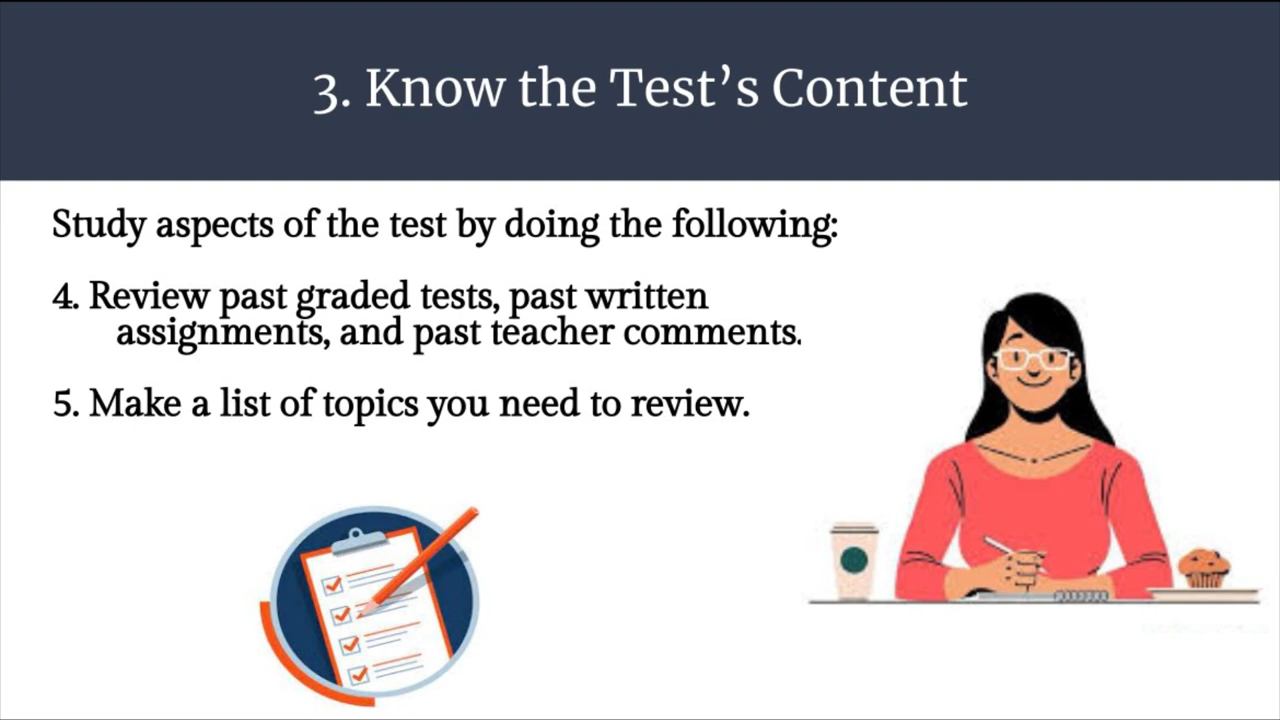 3. Know the Test’s Content
Study aspects of the test by doing the following:
4. Review past graded tests, past written
assignments, and past teacher comments.
5. Make a list of topics you need to review.